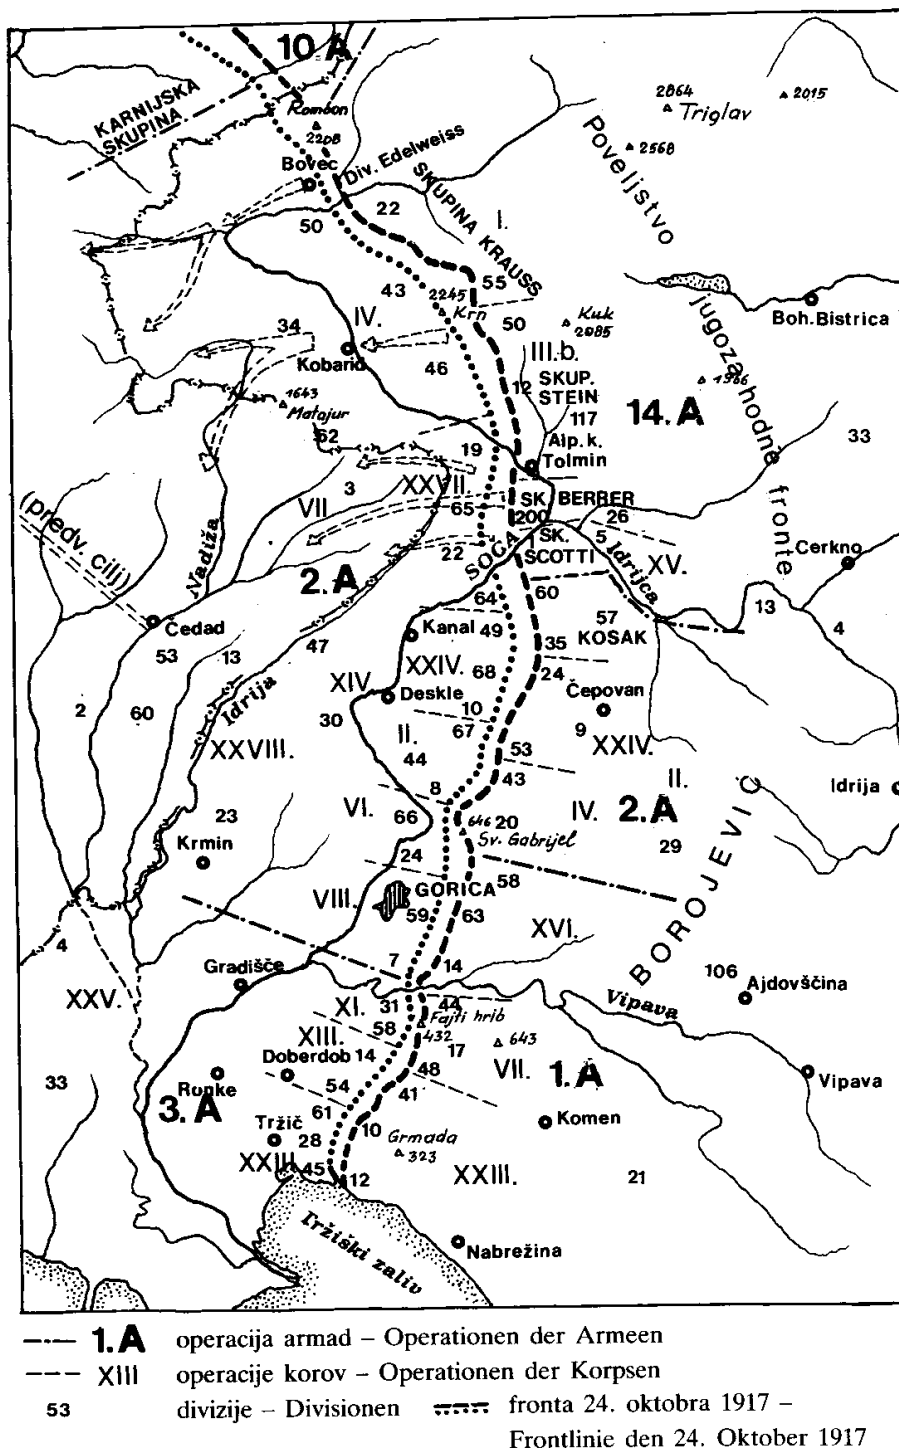 10 A
KARNIJSKA
SKUPINA
Rombon
2208
Bovec
Div. Edelweiss
SKUPINA KRAUSS
I.
2864
Triglav
2015
2568
Poveljstvo
jugozahodne
fronte
22
50
55
43
2245
Krn
50
Kuk
2085
Boh. Bistrica
34
IV.
Kobarid
46
III.b.
12
SKUP.
STEIN
117
14. A
1966
33
1643
Matajur
62
19
Alp. k.
Tolmin
3
XXVII
VII
65
SK. BERRER
200
26
SK.
SCOTTI
5
Idrijca
XV.
Cerkno
(predv. cilj)
Nadiža
22
SOČA
2. A
60
64
57
KOSAK
13
4
Čedad
47
Kanal
49
53
13
XXIV.
35
68
24
XIV.
Deskle
Čepovan
2
60
Idrija
30
10
67
9
XXIV.
XXVIII.
II.
44
53
43
II.
8
Idrija
VI.
66
646
20
IV.
2. A
23
Sv. Gabrijel
29
Krmin
24
GORICA
58
VIII.
59
63
BOROJEVIĆ
XVI.
4
7
14
106
Gradišče
Ajdovščina
XXV.
XI.
31
44
Vipava
Fajti hrib
58
432
643
XIII.
17
Doberdob
14
VII.
33
48
1. A
Ronke
54
41
Vipava
3. A
61
Tržič
10
Komen
28
Grmada
323
XXIII.
45
12
XXIII.
21
Tržiški zaliv
Nabrežina
1. A operacija armad – Operationen der Armeen
XIII operacije korov – Operationen der Korpsen
53 divizije – Divisionen fronta 24. oktobra 1917 –
Frontlinie den 24. Oktober 1917